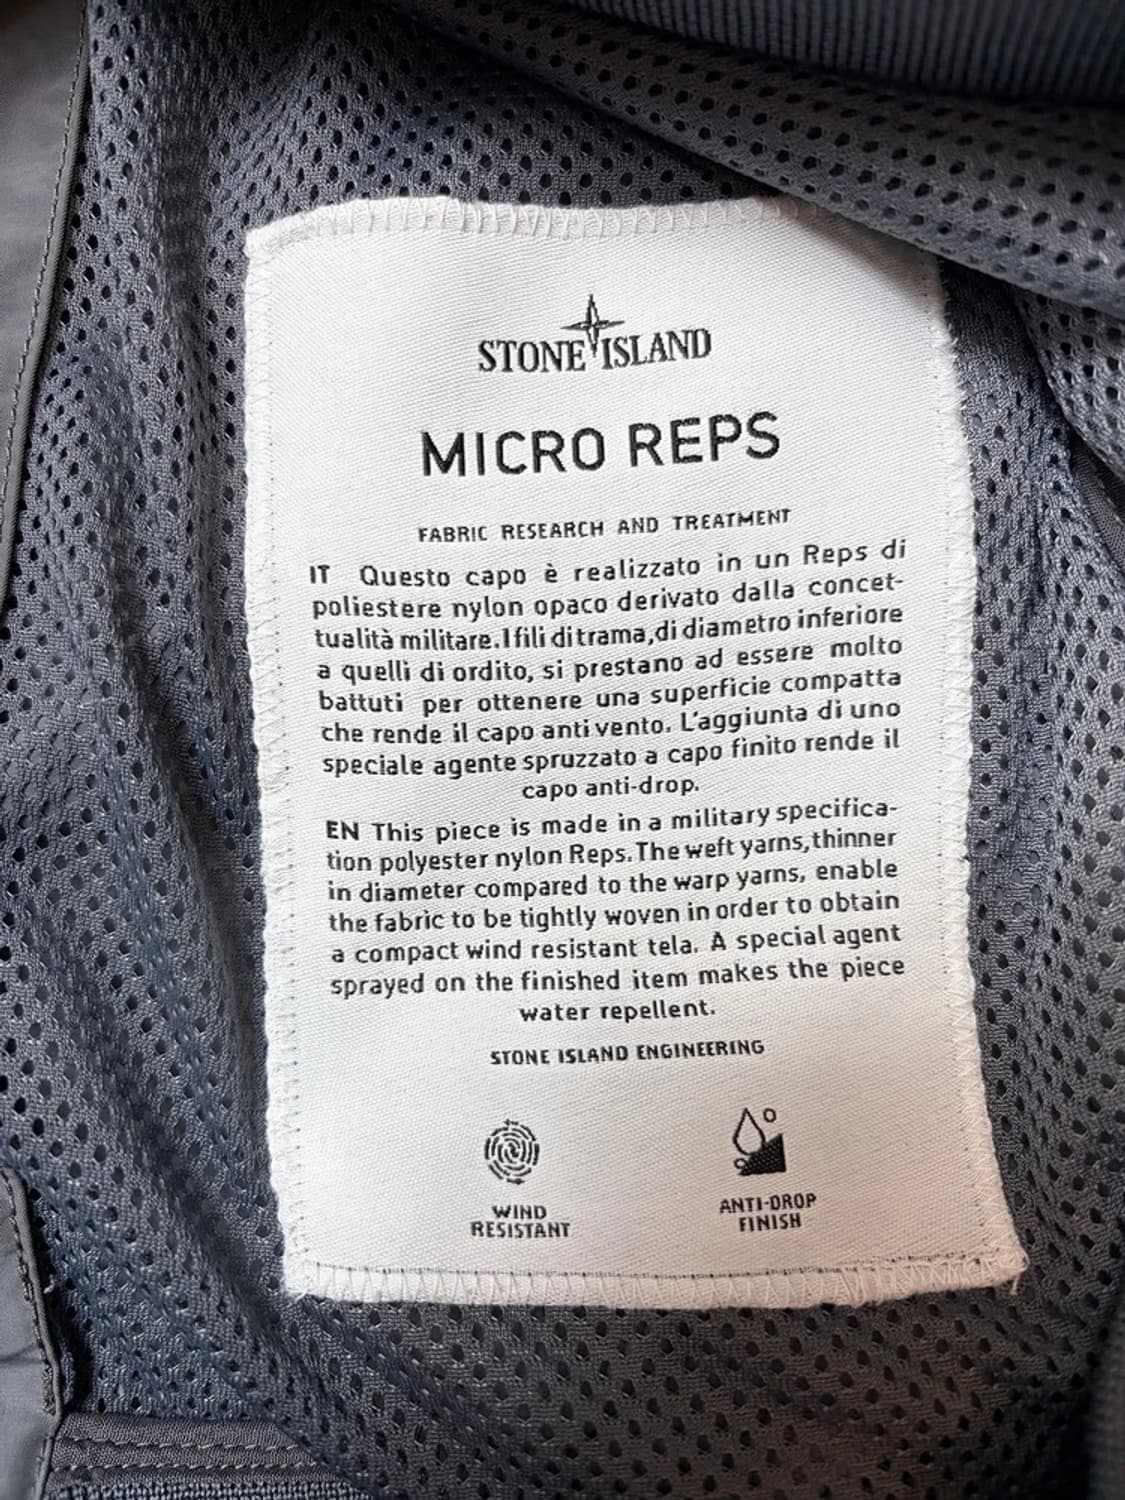 STONE ISLAND
MICRO REPS
FABRIC RESEARCH AND TREATMENT
IT Questo capo è realizzato in un Reps di
poliestere nylon opaco derivato dalla concet-
tualità militare. I fili di trama, di diametro inferiore
a quelli di ordito, si prestano ad essere molto
battuti per ottenere una superficie compatta
che rende il capo anti vento. L'aggiunta di uno
speciale agente spruzzato a capo finito rende il
capo anti-drop.
EN This piece is made in a military specifica-
tion polyester nylon Reps. The weft yarns, thinner
in diameter compared to the warp yarns, enable
the fabric to be tightly woven in order to obtain
a compact wind resistant tela. A special agent
sprayed on the finished item makes the piece
water repellent.
STONE ISLAND ENGINEERING
WIND
RESISTANT
ANTI-DROP
FINISH